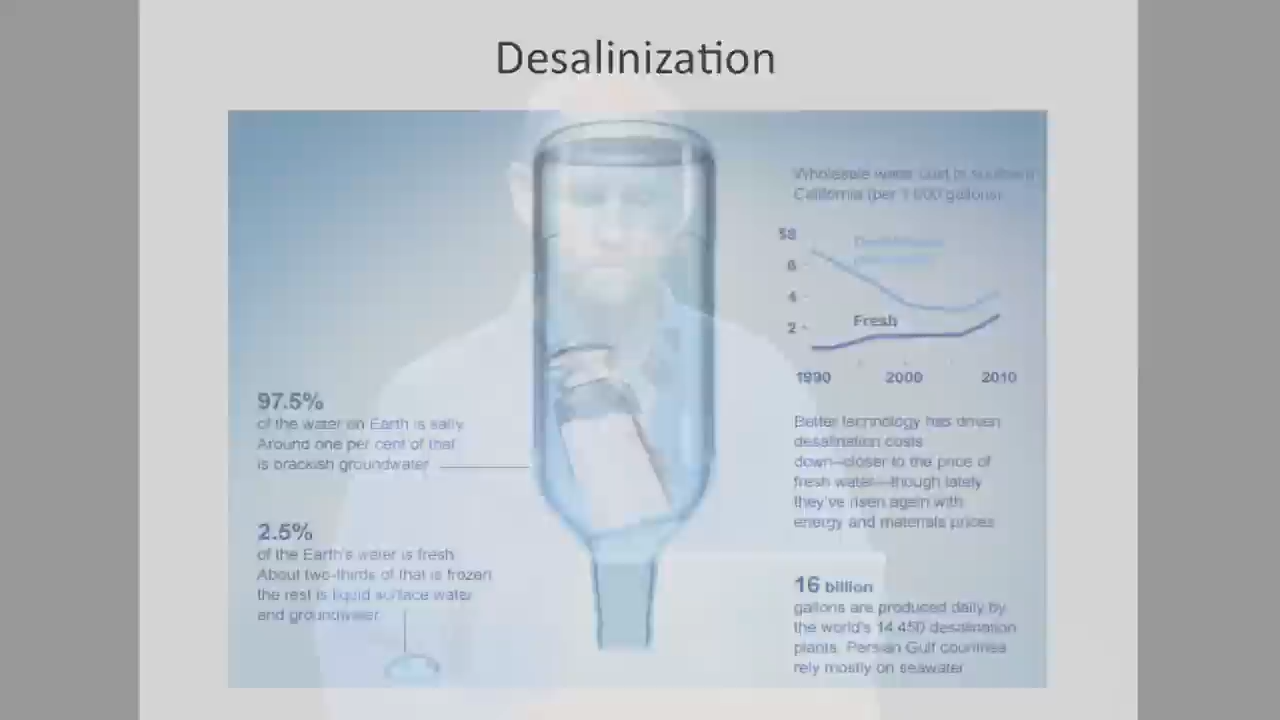 Desalinization
Wholesale water cost in southern
California (per 1,000 gallons)
$8
6
4
2
Fresh
1990
2000
2010
97.5%
of the water on Earth is salty.
Around one per cent of that
is brackish groundwater.
2.5%
of the Earth's water is fresh.
About two-thirds of that is frozen;
the rest is liquid surface water
and groundwater.
Better technology has driven
desalination costs
down—closer to the price of
fresh water—though lately
they've risen again with
energy and materials prices.
16 billion
gallons are produced daily by
the world's 14,450 desalination
plants. Persian Gulf countries
rely mostly on seawater.